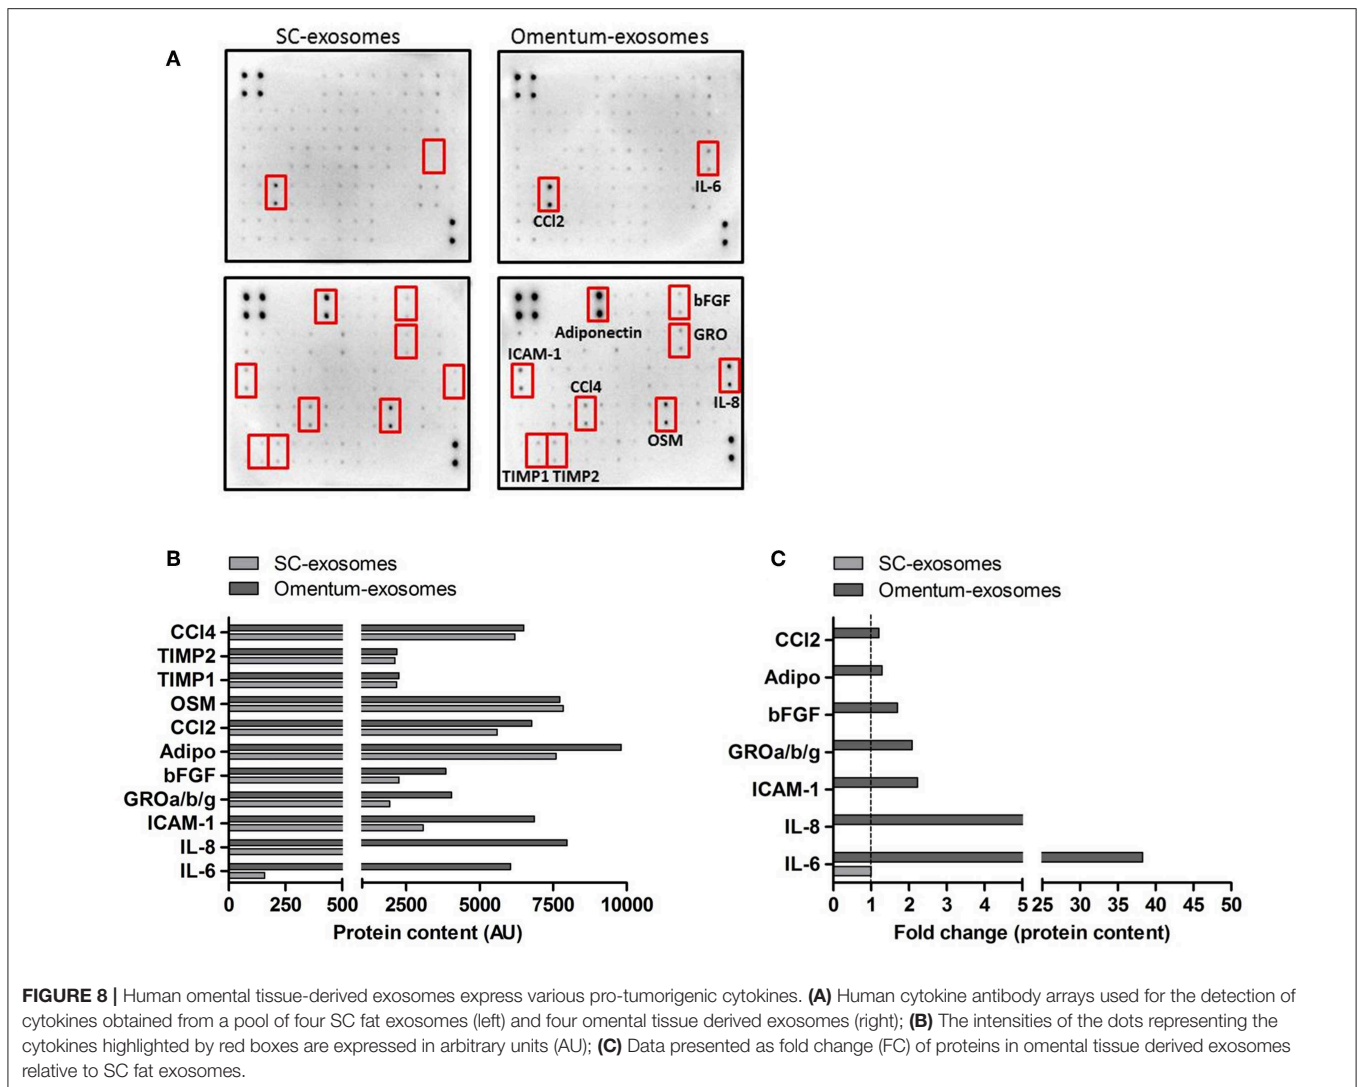 SC-exosomes
Omentum-exosomes
A
IL-6
CCl2
bFGF
Adiponectin
GRO
ICAM-1
CCl4
IL-8
OSM
TIMP1 TIMP2
B
SC-exosomes
Omentum-exosomes
CCl4
TIMP2
TIMP1
OSM
CCl2
Adipo
bFGF
GROa/b/g
ICAM-1
IL-8
IL-6
0 250 500 2500 5000 7500 10000
Protein content (AU)
C
SC-exosomes
Omentum-exosomes
CCl2
Adipo
bFGF
GROa/b/g
ICAM-1
IL-8
IL-6
0 1 2 3 4 5 25 30 35 40 45 50
Fold change (protein content)
FIGURE 8 | Human omental tissue-derived exosomes express various pro-tumorigenic cytokines. (A) Human cytokine antibody arrays used for the detection of
cytokines obtained from a pool of four SC fat exosomes (left) and four omental tissue derived exosomes (right); (B) The intensities of the dots representing the
cytokines highlighted by red boxes are expressed in arbitrary units (AU); (C) Data presented as fold change (FC) of proteins in omental tissue derived exosomes
relative to SC fat exosomes.